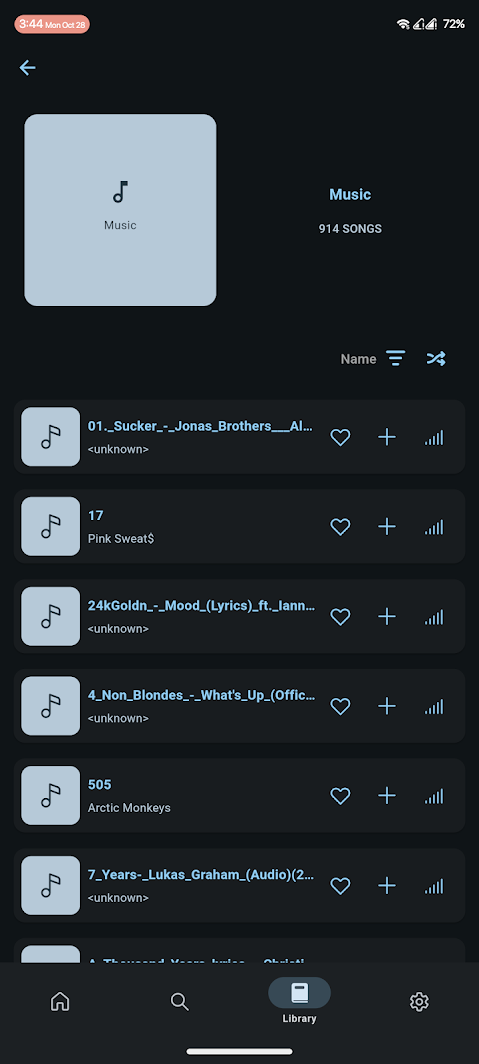 3:44 Mon Oct 28
72%
Music
Music
914 SONGS
Name
01._Sucker_-_Jonas_Brothers___Al...
<unknown>
17
Pink Sweat$
24kGoldn_-_Mood_(Lyrics)_ft._Iann...
<unknown>
4_Non_Blondes_-_What's_Up_(Offic...
<unknown>
505
Arctic Monkeys
7_Years-_Lukas_Graham_(Audio)(2...
<unknown>
A_Thousand_Years_lyrics_-_Christi...
Library